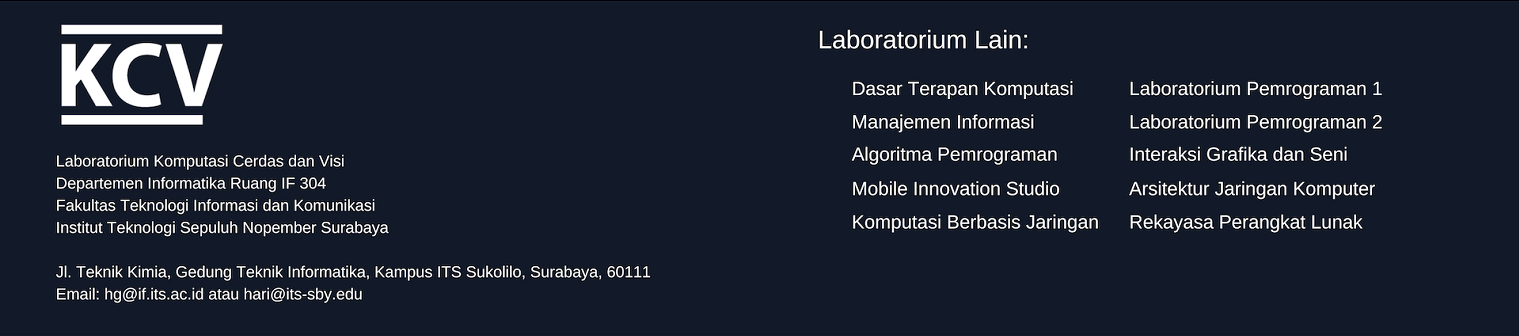 KCV
Laboratorium Komputasi Cerdas dan Visi
Departemen Informatika Ruang IF 304
Fakultas Teknologi Informasi dan Komunikasi
Institut Teknologi Sepuluh Nopember Surabaya
Jl. Teknik Kimia, Gedung Teknik Informatika, Kampus ITS Sukolilo, Surabaya, 60111
Email: hg@if.its.ac.id atau hari@its-sby.edu
Laboratorium Lain:
Dasar Terapan Komputasi
Manajemen Informasi
Algoritma Pemrograman
Mobile Innovation Studio
Komputasi Berbasis Jaringan
Laboratorium Pemrograman 1
Laboratorium Pemrograman 2
Interaksi Grafika dan Seni
Arsitektur Jaringan Komputer
Rekayasa Perangkat Lunak